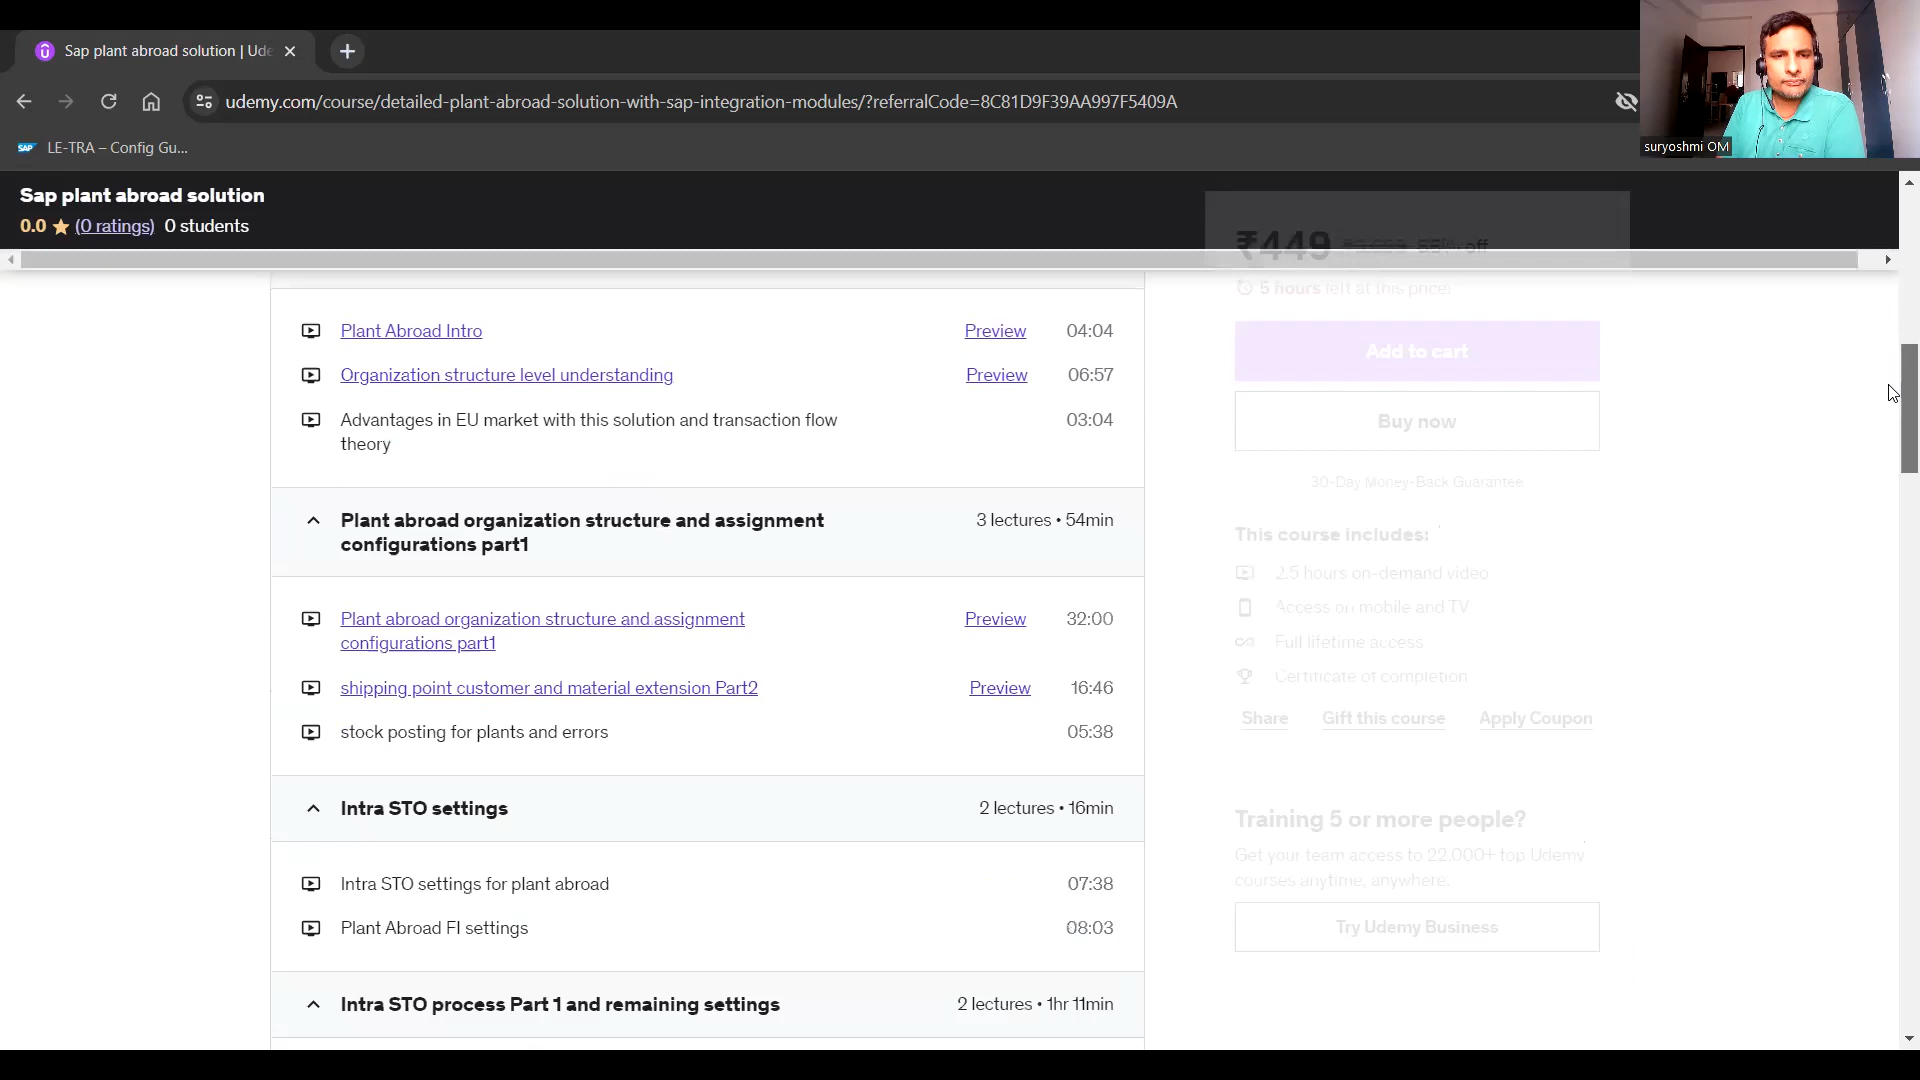 Sap plant abroad solution | Ude
udemy.com/course/detailed-plant-abroad-solution-with-sap-integration-modules/?referralCode=8C81D9F39AA997F5409A
suryoshmi OM
SAP LE-TRA – Config Gu...
Sap plant abroad solution
0.0 (0 ratings) 0 students
₹449 off
5 hours left at this price!
Plant Abroad Intro Preview 04:04
Organization structure level understanding Preview 06:57
Advantages in EU market with this solution and transaction flow 03:04
theory
Plant abroad organization structure and assignment 3 lectures • 54min
configurations part1
Plant abroad organization structure and assignment Preview 32:00
configurations part1
shipping point customer and material extension Part2 Preview 16:46
stock posting for plants and errors 05:38
Intra STO settings 2 lectures • 16min
Intra STO settings for plant abroad 07:38
Plant Abroad FI settings 08:03
Intra STO process Part 1 and remaining settings 2 lectures • 1hr 11min
Add to cart
Buy now
30-Day Money-Back Guarantee
This course includes:
2.5 hours on-demand video
Access on mobile and TV
Full lifetime access
Certificate of completion
Share Gift this course Apply Coupon
Training 5 or more people?
Get your team access to 22,000+ top Udemy
courses anytime, anywhere.
Try Udemy Business